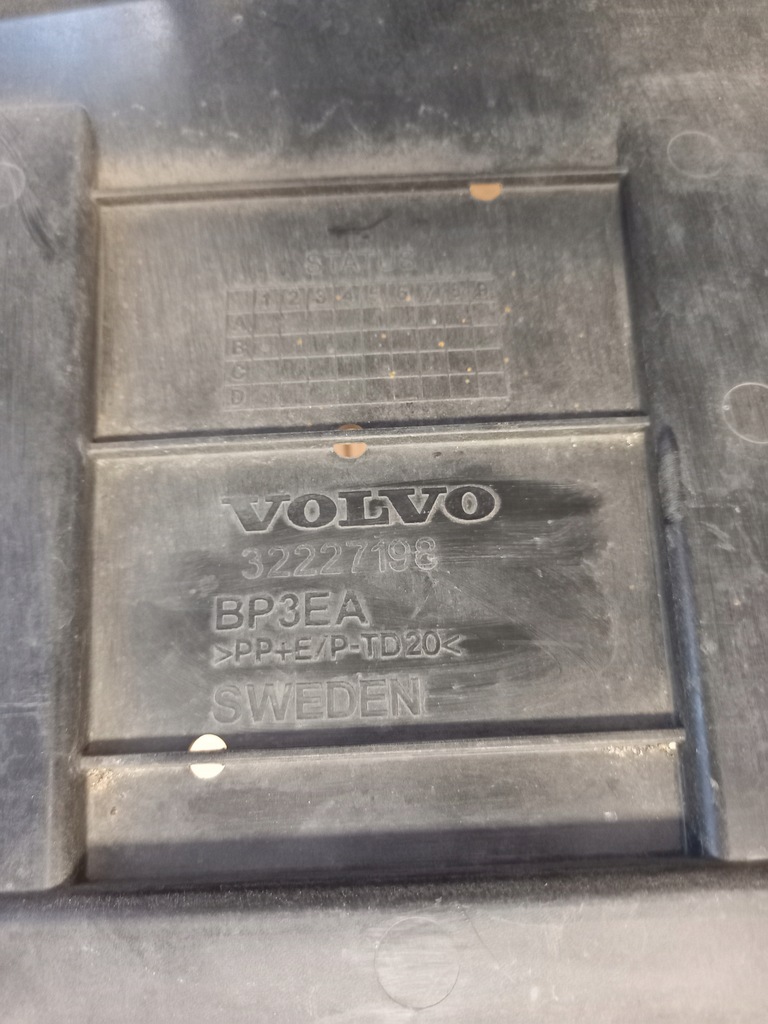 STATUS
1 2 3 4 5 6 7 8 9
A
B
C
D
VOLVO
32227198
BP3EA
>PP+E/P-TD20<
SWEDEN